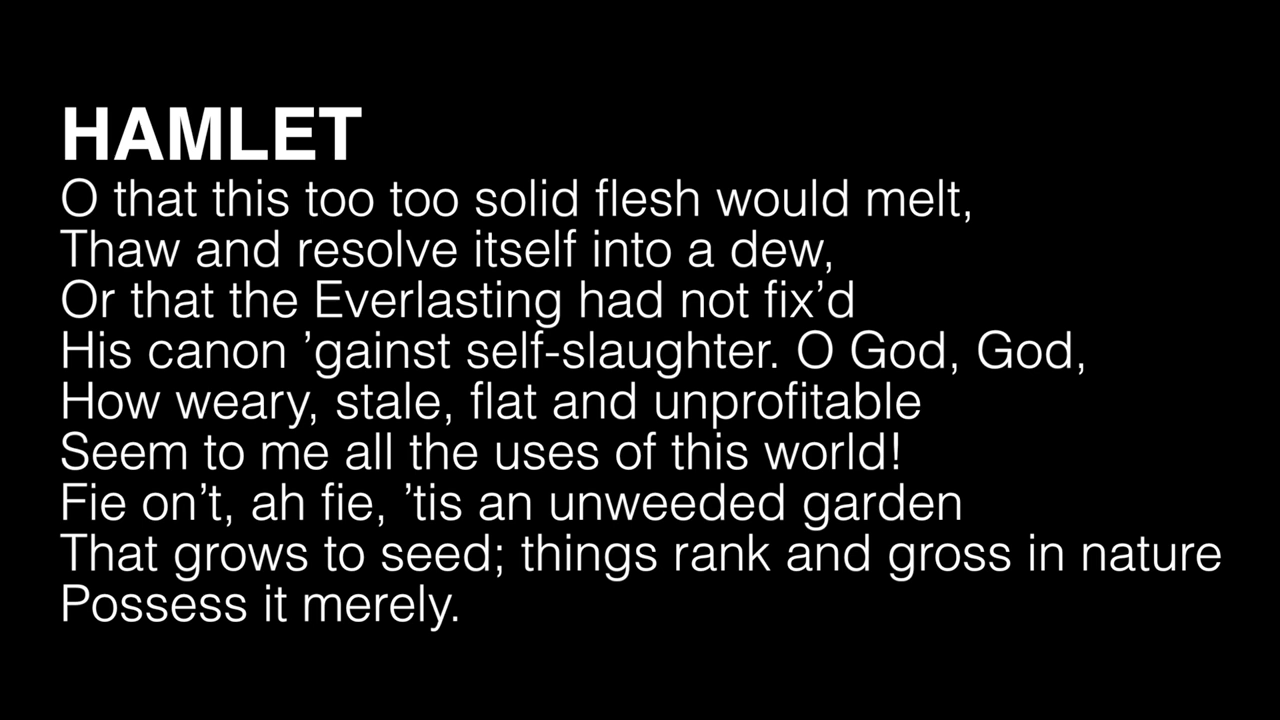 HAMLET
O that this too too solid flesh would melt,
Thaw and resolve itself into a dew,
Or that the Everlasting had not fix’d
His canon ’gainst self-slaughter. O God, God,
How weary, stale, flat and unprofitable
Seem to me all the uses of this world!
Fie on’t, ah fie, ’tis an unweeded garden
That grows to seed; things rank and gross in nature
Possess it merely.